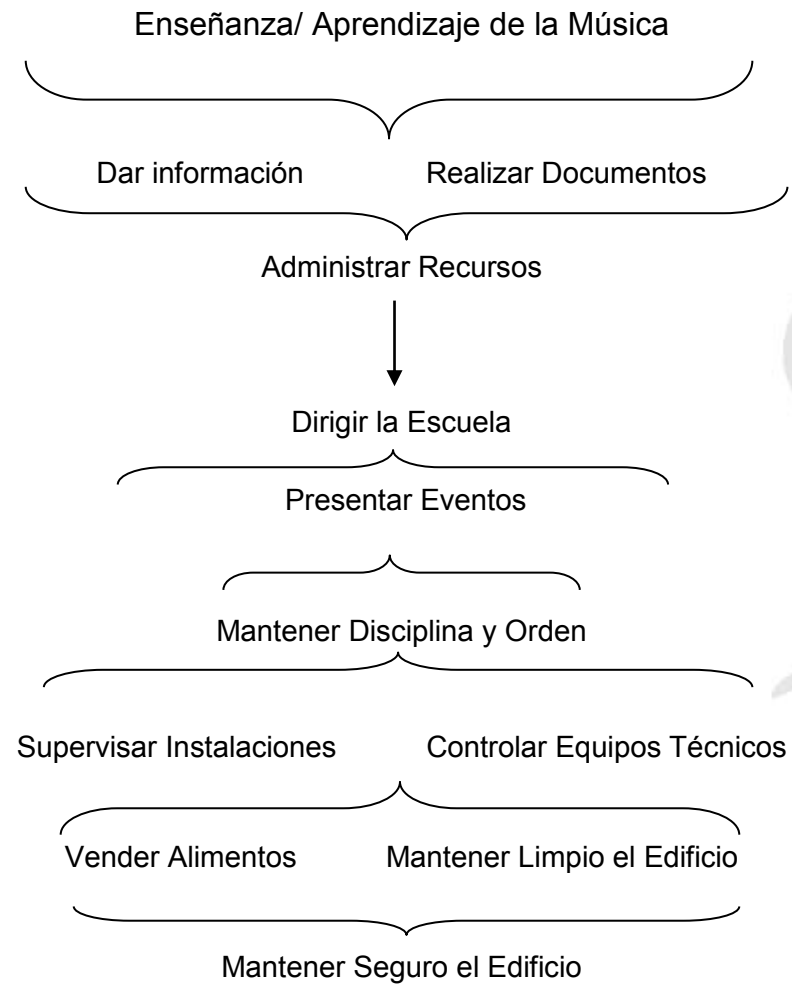 Enseñanza/ Aprendizaje de la Música
Dar información Realizar Documentos
Administrar Recursos
Dirigir la Escuela
Presentar Eventos
Mantener Disciplina y Orden
Supervisar Instalaciones Controlar Equipos Técnicos
Vender Alimentos Mantener Limpio el Edificio
Mantener Seguro el Edificio